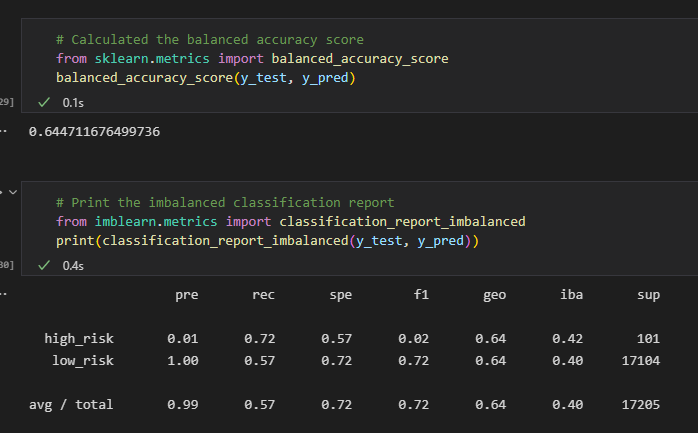 # Calculated the balanced accuracy score
from sklearn.metrics import balanced_accuracy_score
balanced_accuracy_score(y_test, y_pred)
29] ✓ 0.1s
0.644711676499736
# Print the imbalanced classification report
from imblearn.metrics import classification_report_imbalanced
print(classification_report_imbalanced(y_test, y_pred))
30] ✓ 0.4s
pre rec spe f1 geo iba sup
high_risk 0.01 0.72 0.57 0.02 0.64 0.42 101
low_risk 1.00 0.57 0.72 0.72 0.64 0.40 17104
avg / total 0.99 0.57 0.72 0.72 0.64 0.40 17205